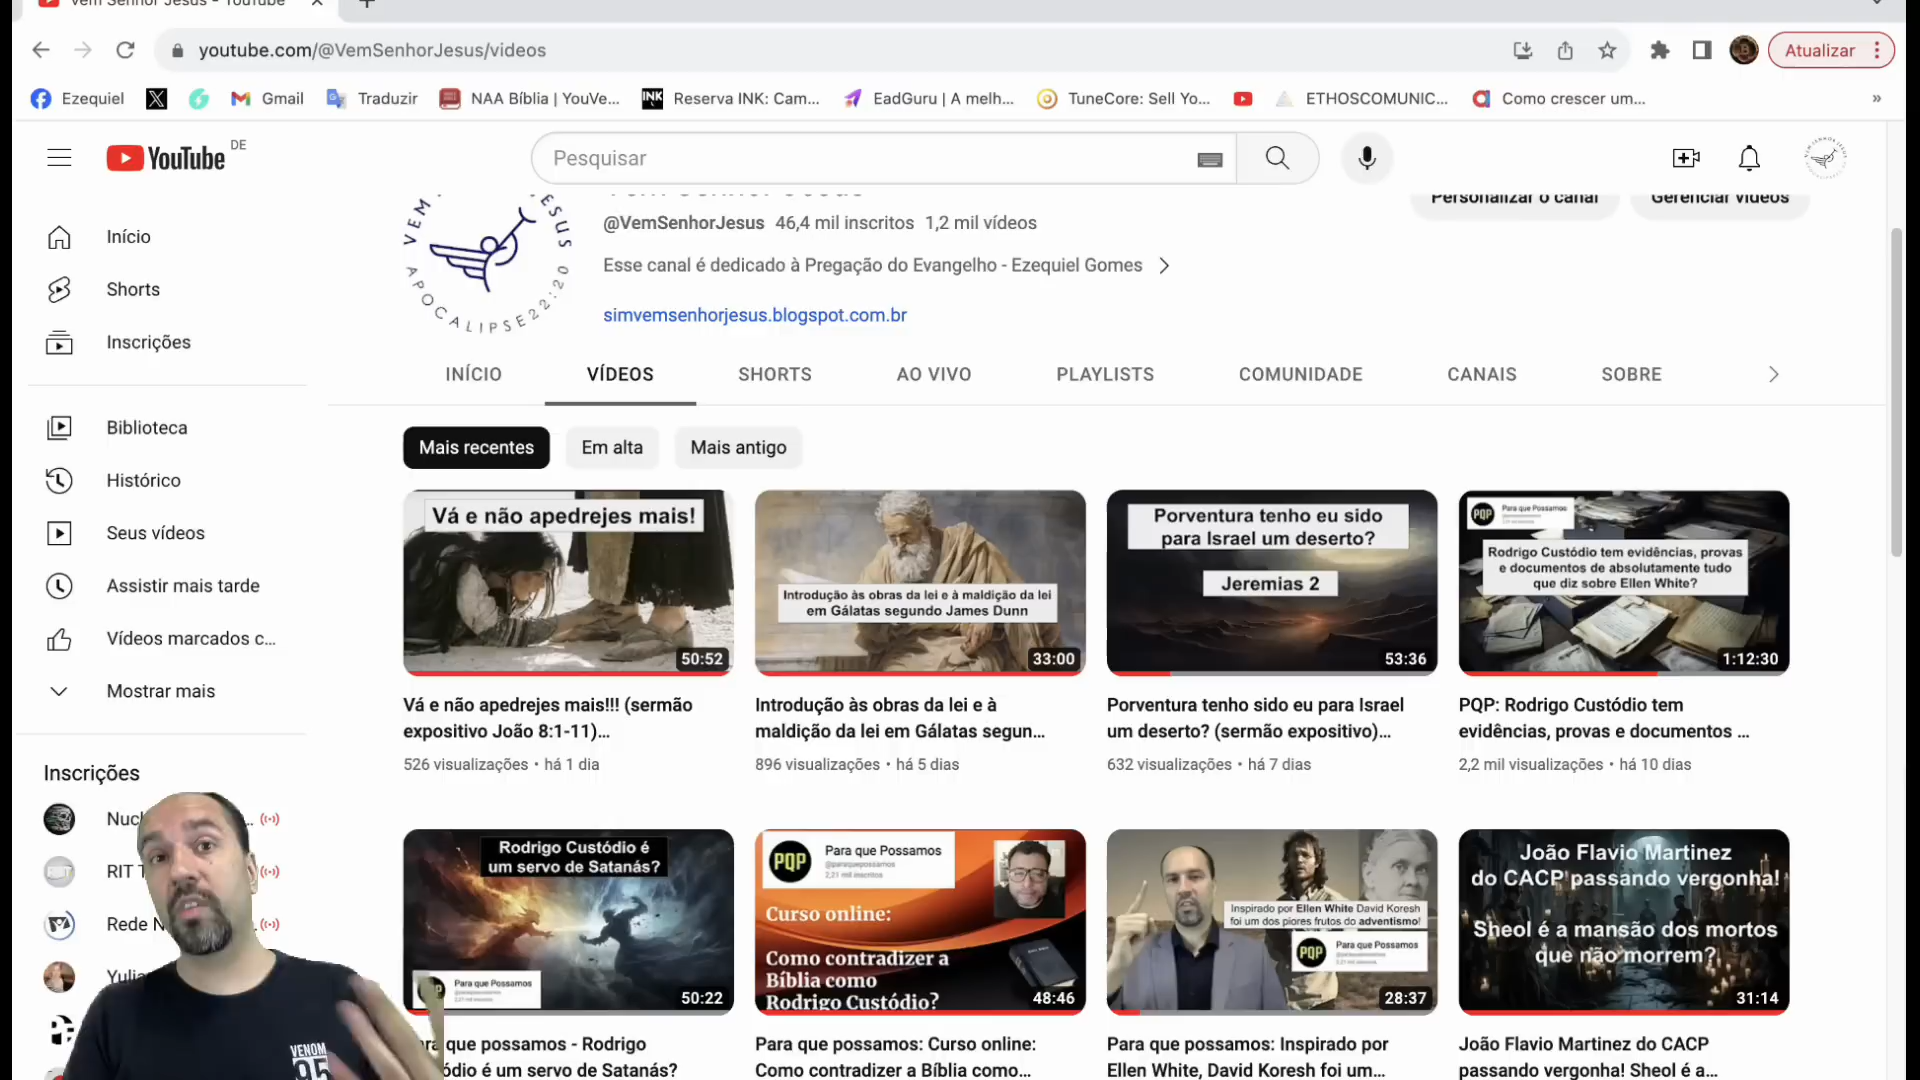 Vem Senhor Jesus - YouTube
youtube.com/@VemSenhorJesus/videos
Atualizar
Ezequiel
Gmail
Traduzir
NAA Bíblia | YouVe...
INK
Reserva INK: Cam...
EadGuru | A melh...
TuneCore: Sell Yo...
ETHOSCOMUNIC...
Como crescer um...
YouTube DE
Pesquisar
Personalizar o canal
Gerenciar vídeos
Vem Senhor Jesus
VEM JESUS
APOCALIPSE 22:20
@VemSenhorJesus 46,4 mil inscritos 1,2 mil vídeos
Esse canal é dedicado à Pregação do Evangelho - Ezequiel Gomes
simvemsenhorjesus.blogspot.com.br
Início
Shorts
Inscrições
Biblioteca
Histórico
Seus vídeos
Assistir mais tarde
Vídeos marcados c...
Mostrar mais
Inscrições
Nuc
RIT T
Rede N
Yulia
INÍCIO
VÍDEOS
SHORTS
AO VIVO
PLAYLISTS
COMUNIDADE
CANAIS
SOBRE
Mais recentes
Em alta
Mais antigo
Vá e não apedrejes mais!
50:52
Vá e não apedrejes mais!!! (sermão
expositivo João 8:1-11)...
526 visualizações • há 1 dia
Introdução às obras da lei e à maldição da lei
em Gálatas segundo James Dunn
33:00
Introdução às obras da lei e à
maldição da lei em Gálatas segun...
896 visualizações • há 5 dias
Porventura tenho eu sido
para Israel um deserto?
Jeremias 2
53:36
Porventura tenho sido eu para Israel
um deserto? (sermão expositivo)...
632 visualizações • há 7 dias
PQP
Para que Possamos
Rodrigo Custódio tem evidências, provas
e documentos de absolutamente tudo
que diz sobre Ellen White?
1:12:30
PQP: Rodrigo Custódio tem
evidências, provas e documentos ...
2,2 mil visualizações • há 10 dias
Rodrigo Custódio é
um servo de Satanás?
Para que Possamos
50:22
ara que possamos - Rodrigo
ódio é um servo de Satanás?
PQP
Para que Possamos
@paraquepossamos
2,21 mil inscritos
Curso online:
Como contradizer a
Bíblia como
Rodrigo Custódio?
48:46
Para que possamos: Curso online:
Como contradizer a Bíblia como...
Inspirado por Ellen White David Koresh
foi um dos piores frutos do adventismo!
PQP
Para que Possamos
28:37
Para que possamos: Inspirado por
Ellen White, David Koresh foi um...
João Flavio Martinez
do CACP passando vergonha!
Sheol é a mansão dos mortos
que não morrem?
31:14
João Flavio Martinez do CACP
passando vergonha! Sheol é a...
VENOM
95